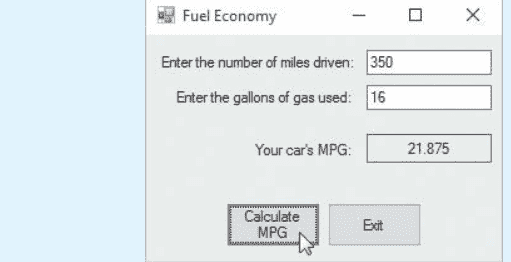 Fuel Economy
Enter the number of miles driven: 350
Enter the gallons of gas used: 16
Your car's MPG: 21.875
Calculate Exit
MPG